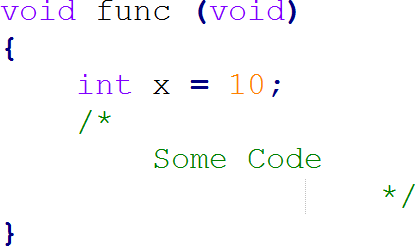 void func (void)
{
    int x = 10;
    /*
        Some Code
                    */
}